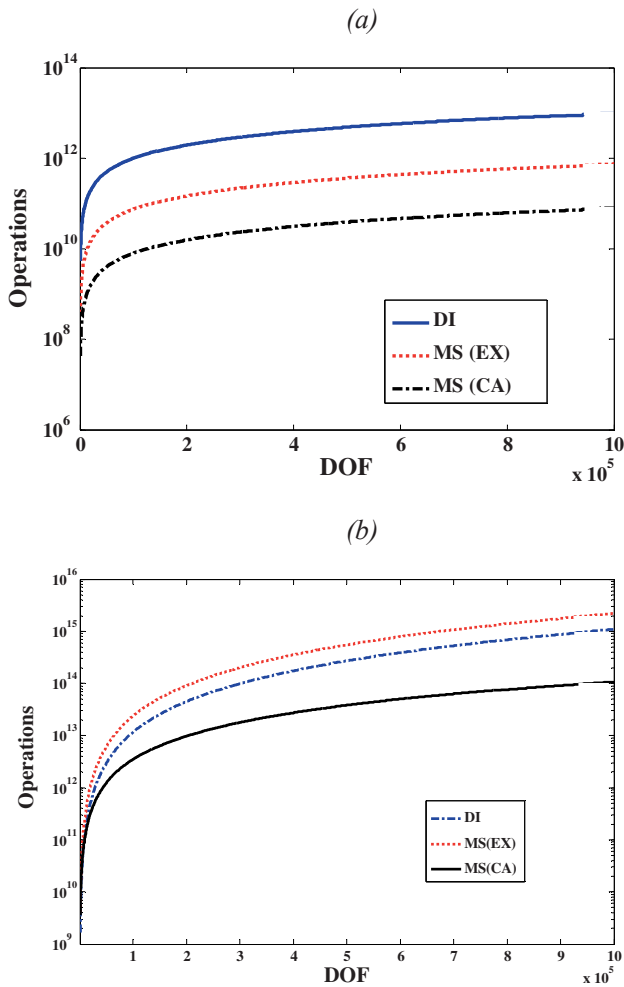 (a)
10^14
10^12
10^10
10^8
10^6
Operations
DI
MS (EX)
MS (CA)
0 2 4 6 8 10
DOF
x 10^5
(b)
10^16
10^15
10^14
10^13
10^12
10^11
10^10
10^9
Operations
DI
MS(EX)
MS(CA)
1 2 3 4 5 6 7 8 9 10
DOF
x 10^5